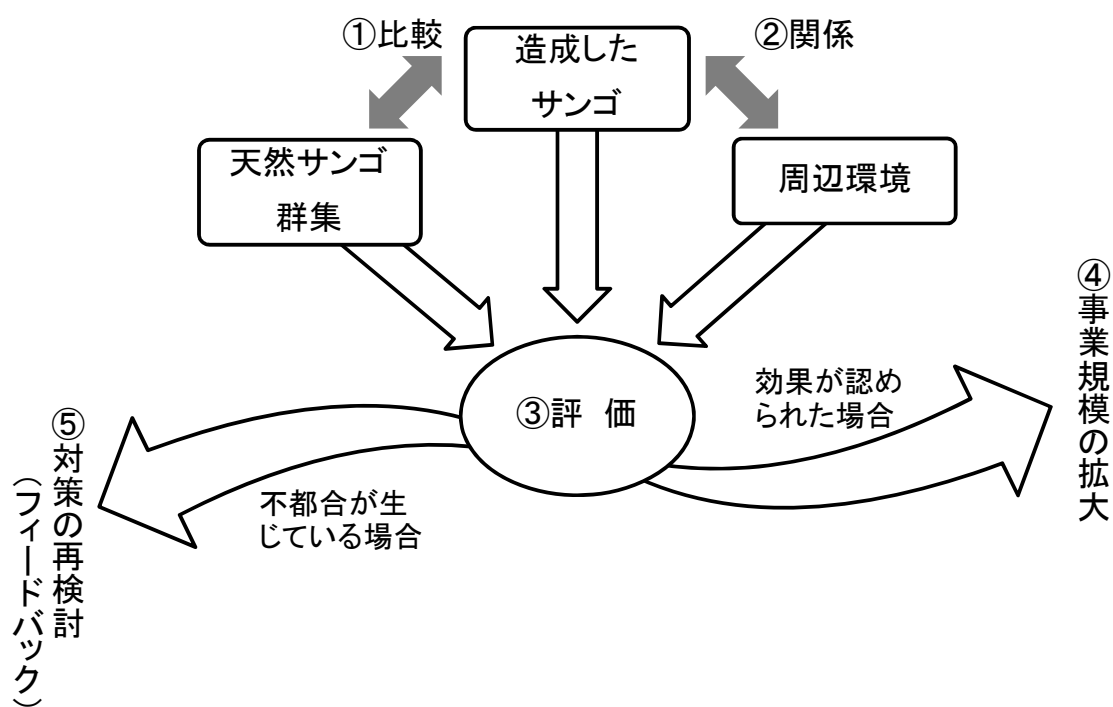 ①比較
造成した
サンゴ
②関係
天然サンゴ
群集
周辺環境
③評　価
効果が認め
られた場合
④事業規模の拡大
不都合が生
じている場合
⑤対策の再検討
（フィードバック）